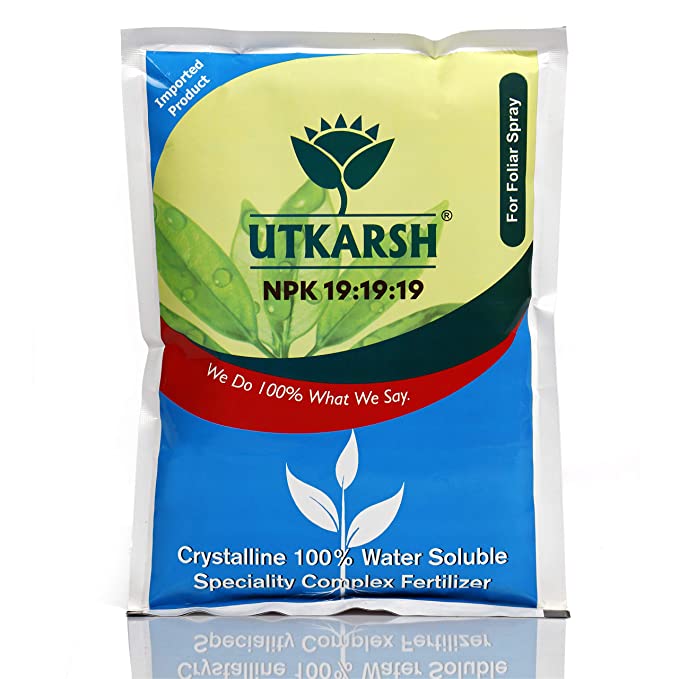 Imported
Product
For Foliar Spray
UTKARSH®
NPK 19:19:19
We Do 100% What We Say.
Crystalline 100% Water Soluble
Speciality Complex Fertilizer